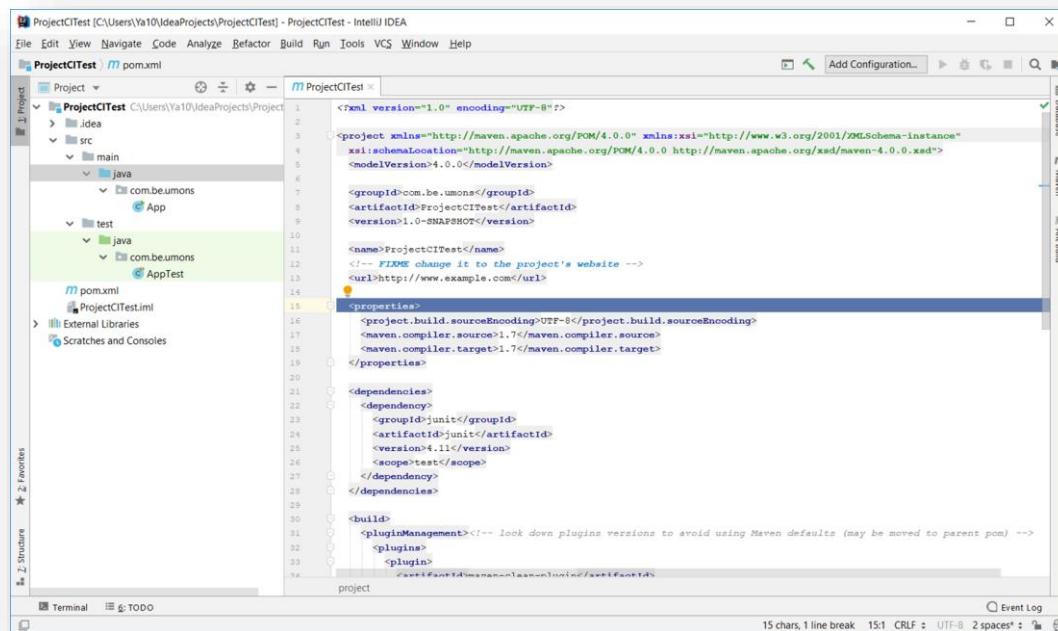 ProjectCITest [C:\Users\Ya10\IdeaProjects\ProjectCITest] - ProjectCITest - IntelliJ IDEA
File Edit View Navigate Code Analyze Refactor Build Run Tools VCS Window Help
ProjectCITest m pom.xml
Add Configuration...
1: Project
Project
m ProjectCITest
ProjectCITest C:\Users\Ya10\IdeaProjects\Project
.idea
src
main
java
com.be.umons
App
test
java
com.be.umons
AppTest
m pom.xml
ProjectCITest.iml
External Libraries
Scratches and Consoles
2: Favorites
Z: Structure
1 <?xml version="1.0" encoding="UTF-8"?>
2
3 <project xmlns="http://maven.apache.org/POM/4.0.0" xmlns:xsi="http://www.w3.org/2001/XMLSchema-instance"
4 xsi:schemaLocation="http://maven.apache.org/POM/4.0.0 http://maven.apache.org/xsd/maven-4.0.0.xsd">
5 <modelVersion>4.0.0</modelVersion>
6
7 <groupId>com.be.umons</groupId>
8 <artifactId>ProjectCITest</artifactId>
9 <version>1.0-SNAPSHOT</version>
10
11 <name>ProjectCITest</name>
12 <!-- FIXME change it to the project's website -->
13 <url>http://www.example.com</url>
14
15 <properties>
16 <project.build.sourceEncoding>UTF-8</project.build.sourceEncoding>
17 <maven.compiler.source>1.7</maven.compiler.source>
18 <maven.compiler.target>1.7</maven.compiler.target>
19 </properties>
20
21 <dependencies>
22 <dependency>
23 <groupId>junit</groupId>
24 <artifactId>junit</artifactId>
25 <version>4.11</version>
26 <scope>test</scope>
27 </dependency>
28 </dependencies>
29
30 <build>
31 <pluginManagement><!-- lock down plugins versions to avoid using Maven defaults (may be moved to parent pom) -->
32 <plugins>
33 <plugin>
34 <artifactId>maven-clean-plugin</artifactId>
project
Terminal 6: TODO
Event Log
15 chars, 1 line break 15:1 CRLF UTF-8 2 spaces*